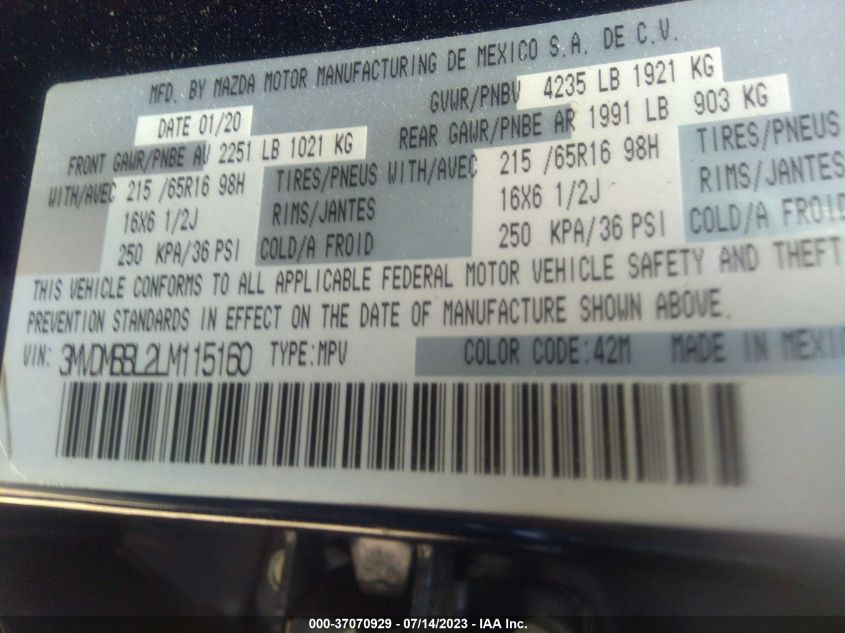 MFD. BY MAZDA MOTOR MANUFACTURING DE MEXICO S.A. DE C.V.
DATE 01/20 GVWR/PNBV 4235 LB 1921 KG
FRONT GAWR/PNBE AV 2251 LB 1021 KG REAR GAWR/PNBE AR 1991 LB 903 KG
WITH/AVEC 215 /65R16 98H TIRES/PNEUS WITH/AVEC 215 /65R16 98H TIRES/PNEUS
16X6 1/2J RIMS/JANTES 16X6 1/2J RIMS/JANTES
250 KPA/36 PSI COLD/A FROID 250 KPA/36 PSI COLD/A FROID
THIS VEHICLE CONFORMS TO ALL APPLICABLE FEDERAL MOTOR VEHICLE SAFETY AND THEFT
PREVENTION STANDARDS IN EFFECT ON THE DATE OF MANUFACTURE SHOWN ABOVE.
VIN: 3MVDMBBL2LM115160 TYPE:MPV COLOR CODE:42M MADE IN MEXICO
000-37070929 - 07/14/2023 - IAA Inc.